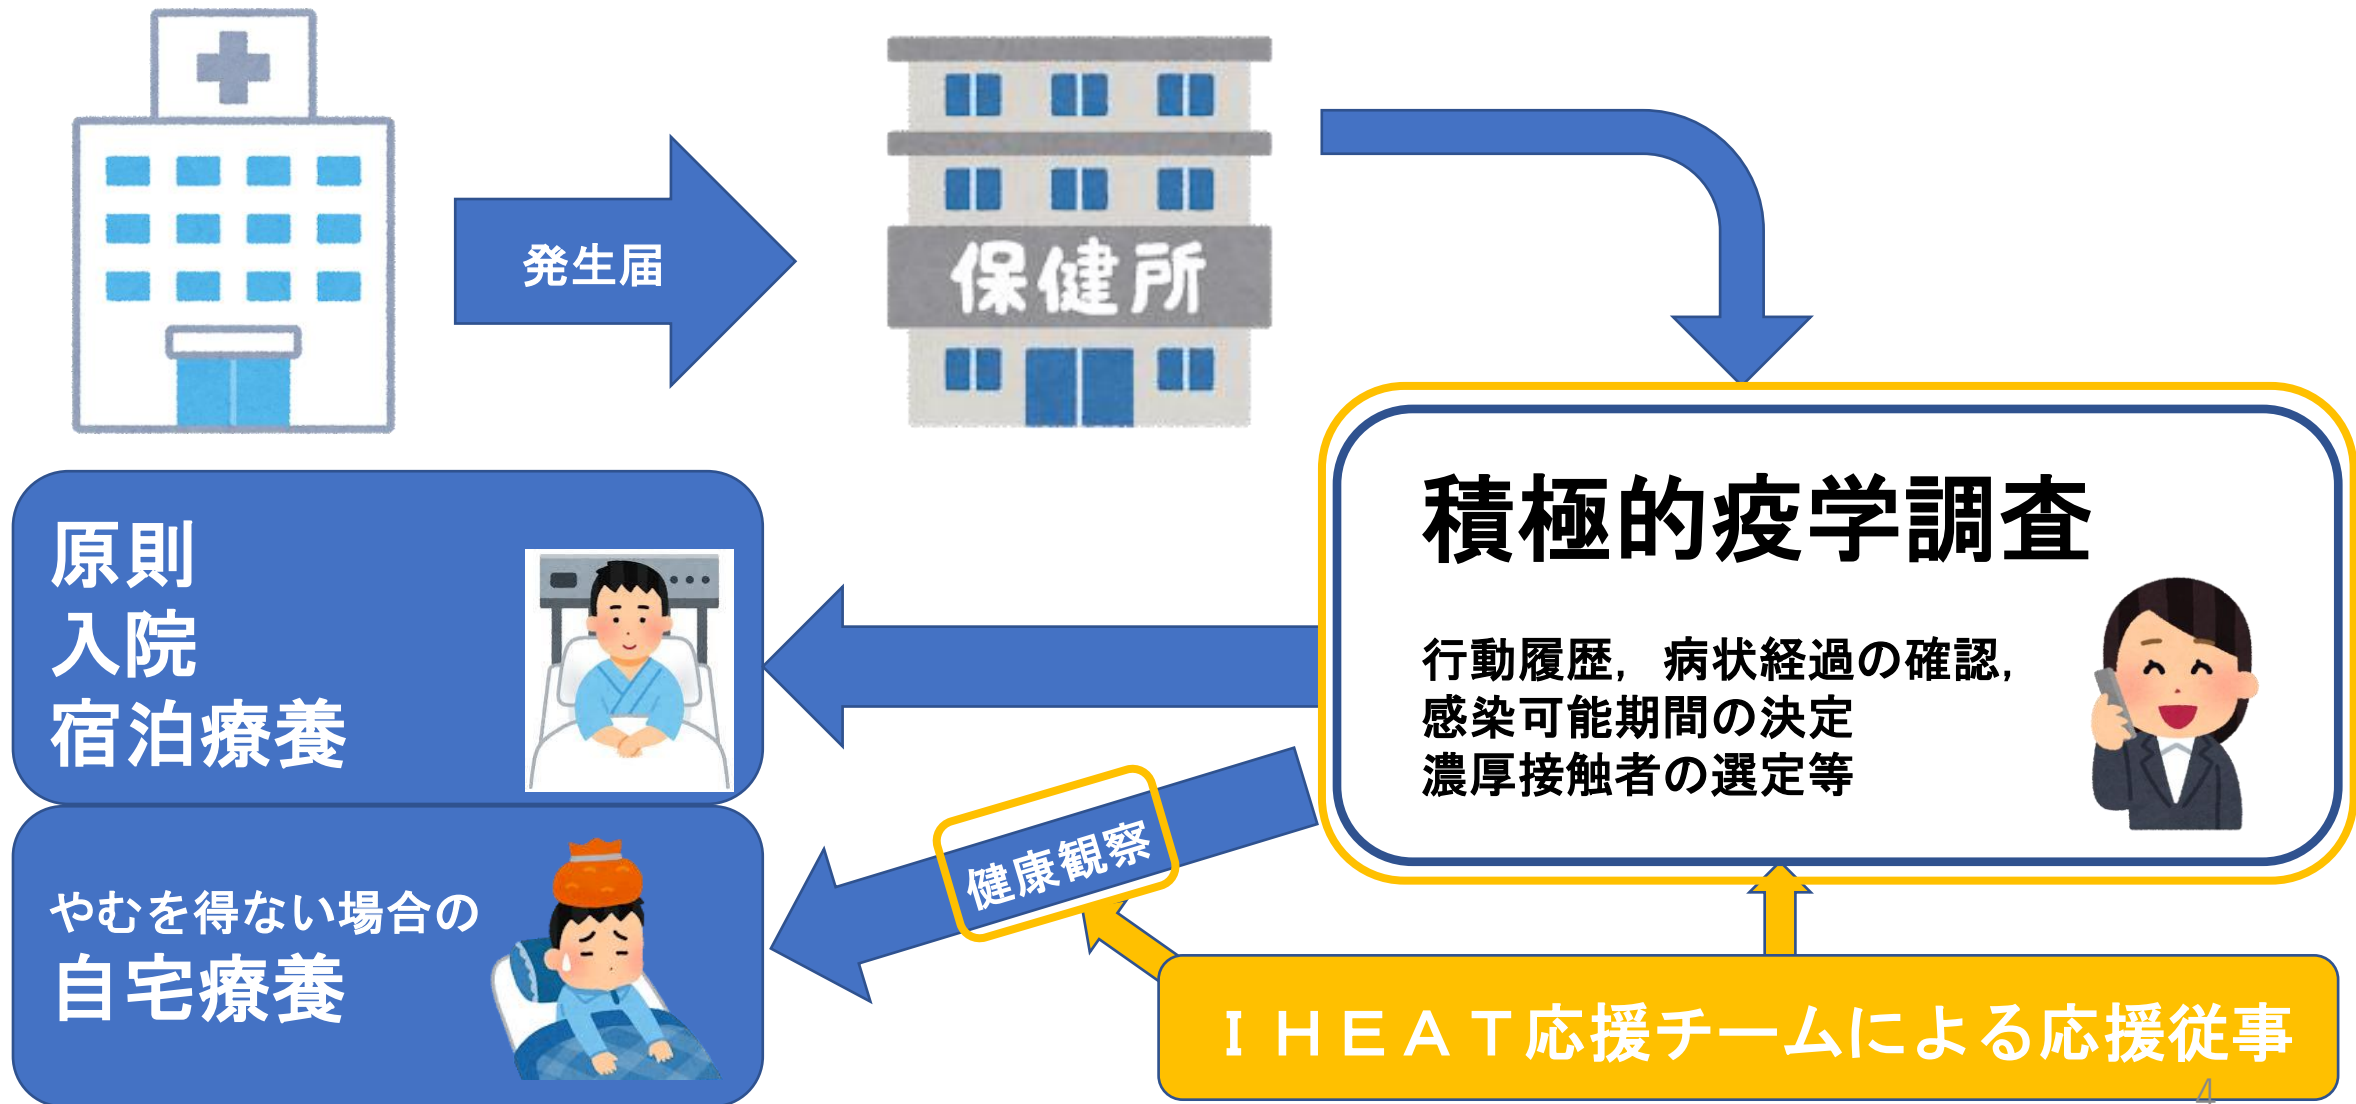 発生届
保健所
積極的疫学調査
行動履歴，病状経過の確認，
感染可能期間の決定
濃厚接触者の選定等
原則
入院
宿泊療養
健康観察
やむを得ない場合の
自宅療養
ＩＨＥＡＴ応援チームによる応援従事
4